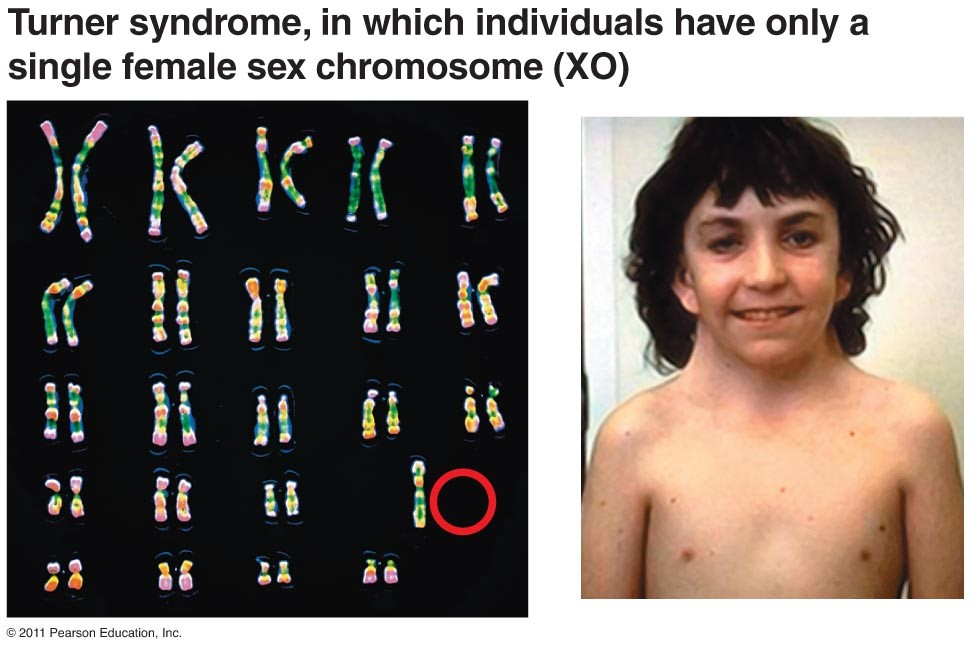 Turner syndrome, in which individuals have only a
single female sex chromosome (XO)
© 2011 Pearson Education, Inc.